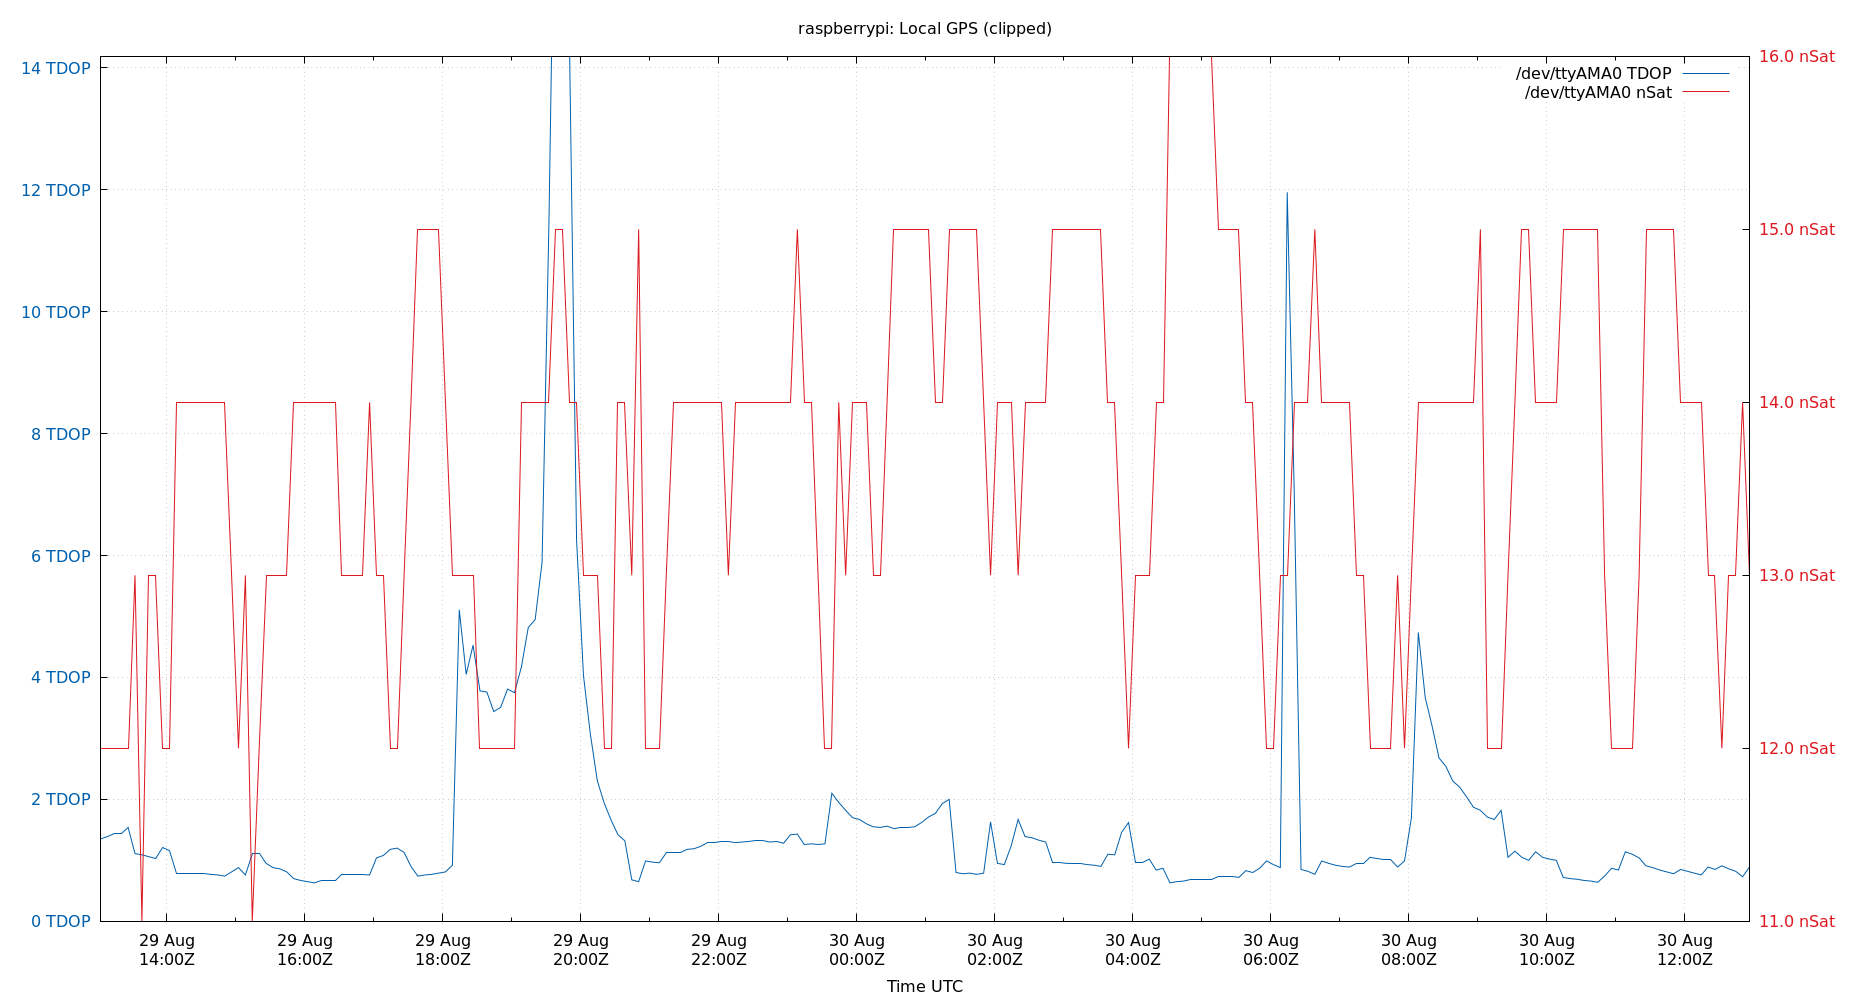 raspberrypi: Local GPS (clipped)
/dev/ttyAMA0 TDOP
/dev/ttyAMA0 nSat
14 TDOP
12 TDOP
10 TDOP
8 TDOP
6 TDOP
4 TDOP
2 TDOP
0 TDOP
16.0 nSat
15.0 nSat
14.0 nSat
13.0 nSat
12.0 nSat
11.0 nSat
29 Aug
14:00Z
29 Aug
16:00Z
29 Aug
18:00Z
29 Aug
20:00Z
29 Aug
22:00Z
30 Aug
00:00Z
30 Aug
02:00Z
30 Aug
04:00Z
30 Aug
06:00Z
30 Aug
08:00Z
30 Aug
10:00Z
30 Aug
12:00Z
Time UTC